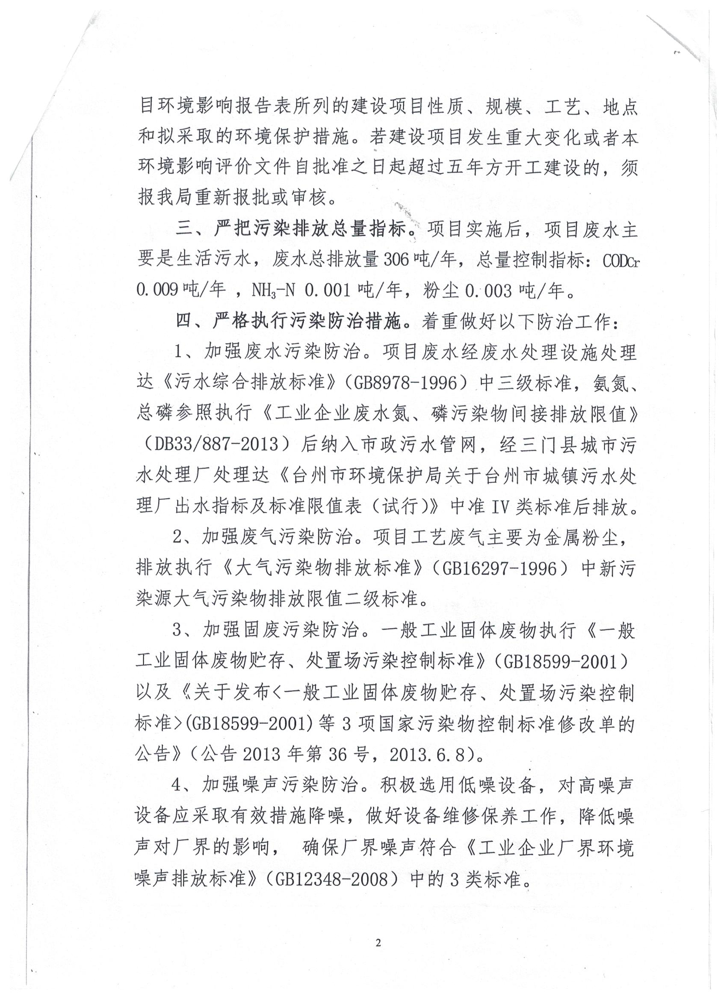 目环境影响报告表所列的建设项目性质、规模、工艺、地点
和拟采取的环境保护措施。若建设项目发生重大变化或者本
环境影响评价文件自批准之日起超过五年方开工建设的，须
报我局重新报批或审核。
三、严把污染排放总量指标。项目实施后，项目废水主
要是生活污水，废水总排放量 306 吨/年，总量控制指标：CODcr
0.009 吨/年 ，NH₃-N 0.001 吨/年，粉尘 0.003 吨/年。
四、严格执行污染防治措施。着重做好以下防治工作：
1、加强废水污染防治。项目废水经废水处理设施处理
达《污水综合排放标准》（GB8978-1996）中三级标准，氨氮、
总磷参照执行《工业企业废水氮、磷污染物间接排放限值》
（DB33/887-2013）后纳入市政污水管网，经三门县城市污
水处理厂处理达《台州市环境保护局关于台州市城镇污水处
理厂出水指标及标准限值表（试行）》中准 IV 类标准后排放。
2、加强废气污染防治。项目工艺废气主要为金属粉尘，
排放执行《大气污染物排放标准》（GB16297-1996）中新污
染源大气污染物排放限值二级标准。
3、加强固废污染防治。一般工业固体废物执行《一般
工业固体废物贮存、处置场污染控制标准》（GB18599-2001）
以及《关于发布<一般工业固体废物贮存、处置场污染控制
标准>(GB18599-2001)等 3 项国家污染物控制标准修改单的
公告》（公告 2013 年第 36 号，2013.6.8）。
4、加强噪声污染防治。积极选用低噪设备，对高噪声
设备应采取有效措施降噪，做好设备维修保养工作，降低噪
声对厂界的影响， 确保厂界噪声符合《工业企业厂界环境
噪声排放标准》（GB12348-2008）中的 3 类标准。
2